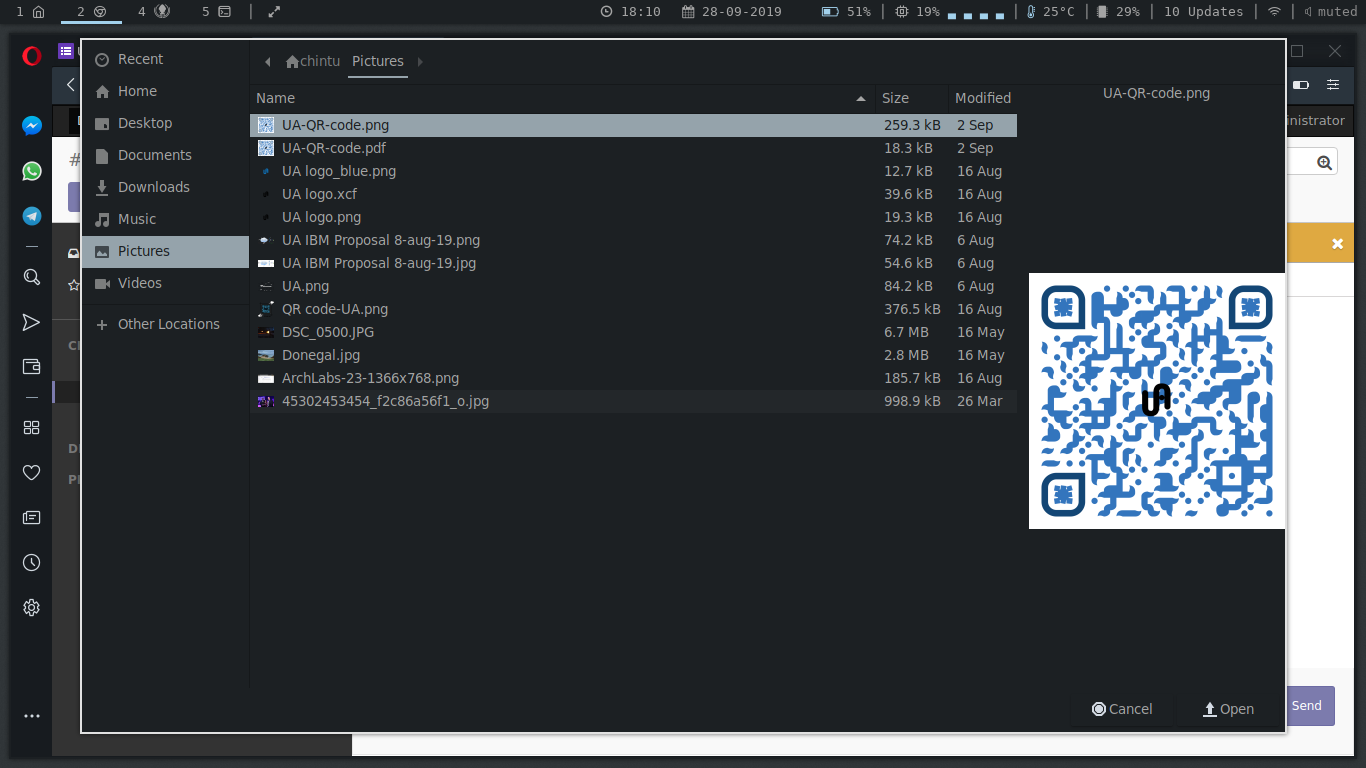 1 2 4 5 18:10 28-09-2019 51% 19% 25°C 29% 10 Updates muted
Recent
Home
Desktop
Documents
Downloads
Music
Pictures
Videos
Other Locations
chintu Pictures
Name Size Modified
UA-QR-code.png 259.3 kB 2 Sep
UA-QR-code.pdf 18.3 kB 2 Sep
UA logo_blue.png 12.7 kB 16 Aug
UA logo.xcf 39.6 kB 16 Aug
UA logo.png 19.3 kB 16 Aug
UA IBM Proposal 8-aug-19.png 74.2 kB 6 Aug
UA IBM Proposal 8-aug-19.jpg 54.6 kB 6 Aug
UA.png 84.2 kB 6 Aug
QR code-UA.png 376.5 kB 16 Aug
DSC_0500.JPG 6.7 MB 16 May
Donegal.jpg 2.8 MB 16 May
ArchLabs-23-1366x768.png 185.7 kB 16 Aug
45302453454_f2c86a56f1_o.jpg 998.9 kB 26 Mar
UA-QR-code.png
UA
nistrator
#
Cancel Open
Send